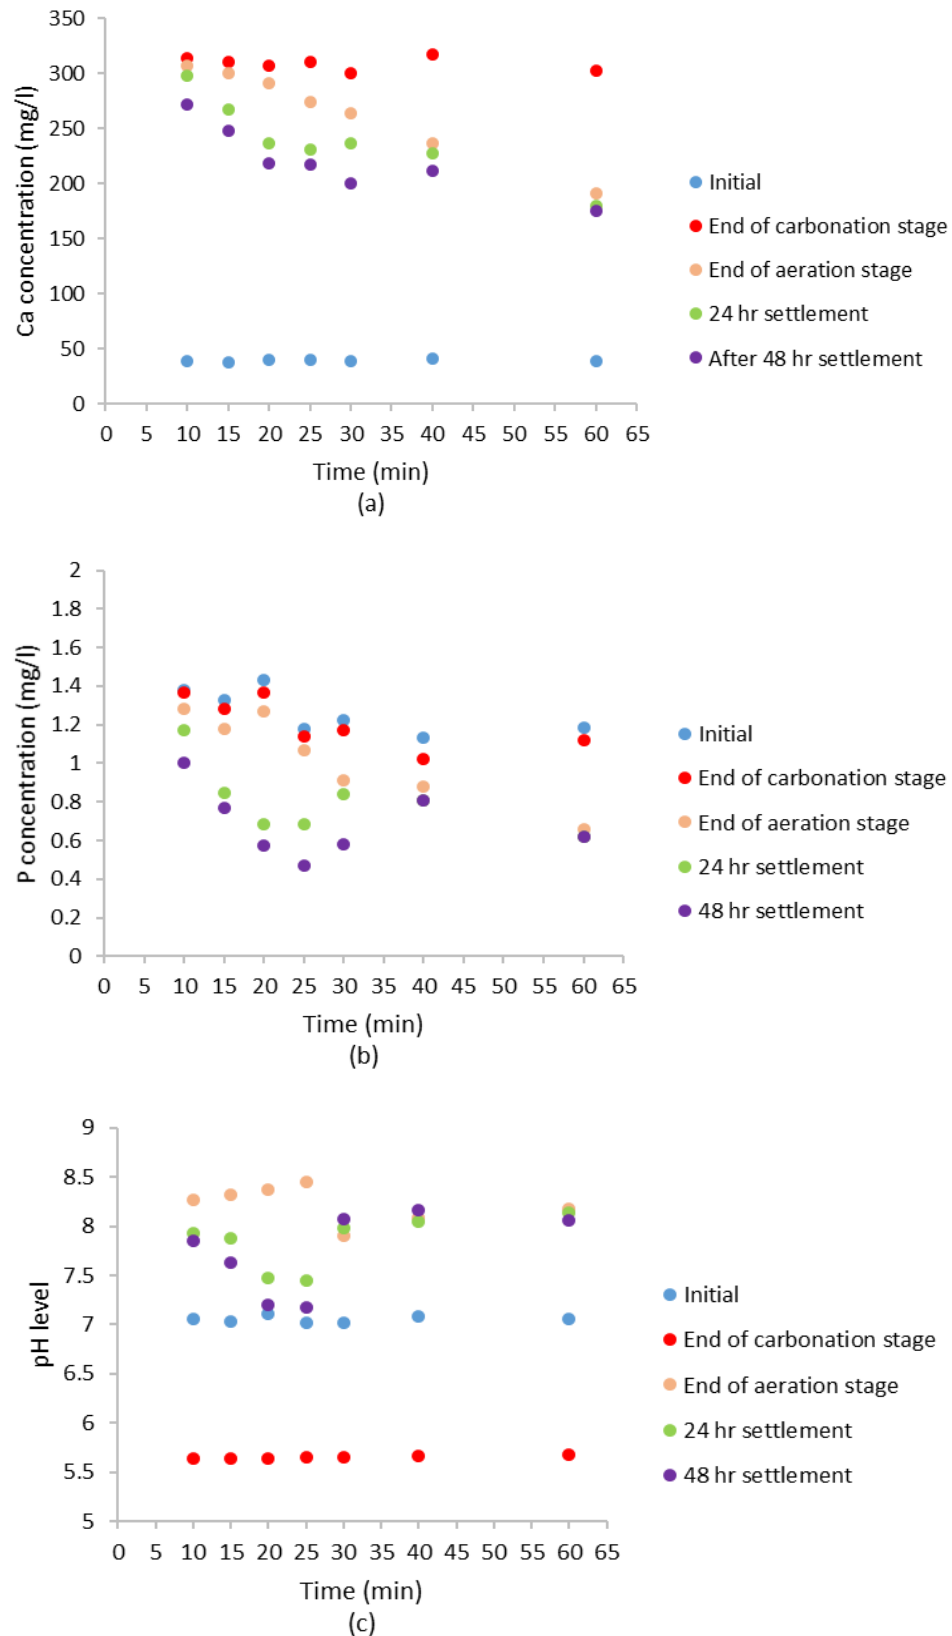 350
300
250
200
150
100
50
0
Ca concentration (mg/l)
0 5 10 15 20 25 30 35 40 45 50 55 60 65
Time (min)
(a)
Initial
End of carbonation stage
End of aeration stage
24 hr settlement
After 48 hr settlement
2
1.8
1.6
1.4
1.2
1
0.8
0.6
0.4
0.2
0
P concentration (mg/l)
0 5 10 15 20 25 30 35 40 45 50 55 60 65
Time (min)
(b)
Initial
End of carbonation stage
End of aeration stage
24 hr settlement
48 hr settlement
9
8.5
8
7.5
7
6.5
6
5.5
5
pH level
0 5 10 15 20 25 30 35 40 45 50 55 60 65
Time (min)
(c)
Initial
End of carbonation stage
End of aeration stage
24 hr settlement
48 hr settlement